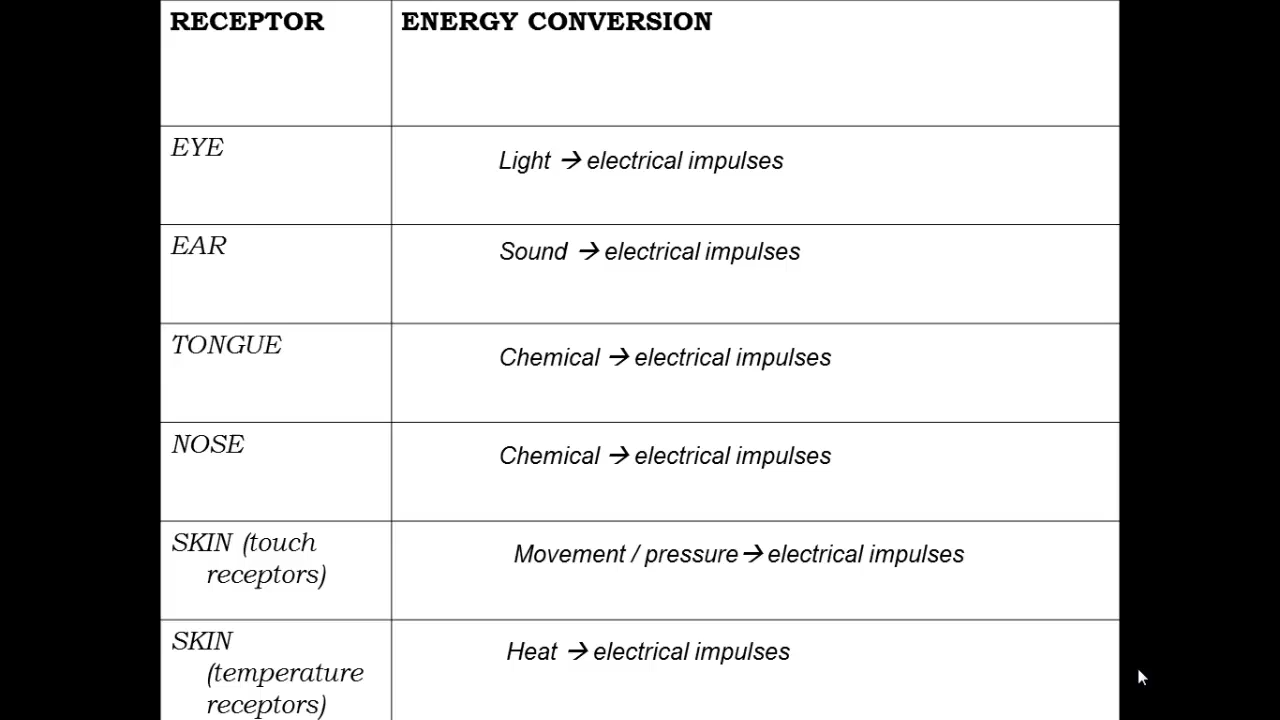 RECEPTOR
ENERGY CONVERSION
EYE
Light → electrical impulses
EAR
Sound → electrical impulses
TONGUE
Chemical → electrical impulses
NOSE
Chemical → electrical impulses
SKIN (touch
receptors)
Movement / pressure→ electrical impulses
SKIN
(temperature
receptors)
Heat → electrical impulses